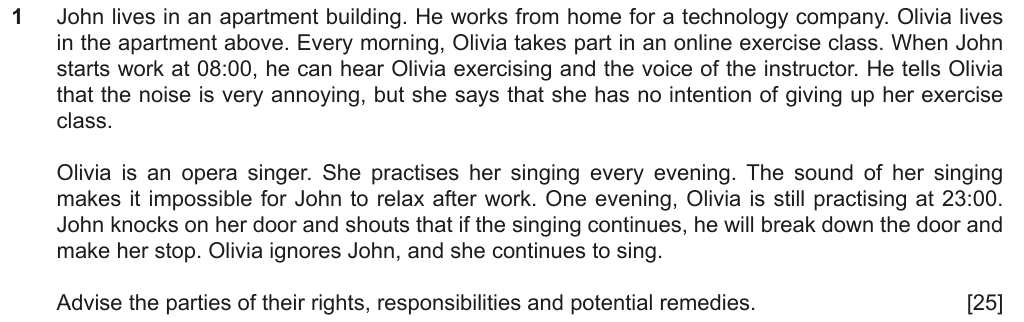 1 John lives in an apartment building. He works from home for a technology company. Olivia lives
in the apartment above. Every morning, Olivia takes part in an online exercise class. When John
starts work at 08:00, he can hear Olivia exercising and the voice of the instructor. He tells Olivia
that the noise is very annoying, but she says that she has no intention of giving up her exercise
class.
Olivia is an opera singer. She practises her singing every evening. The sound of her singing
makes it impossible for John to relax after work. One evening, Olivia is still practising at 23:00.
John knocks on her door and shouts that if the singing continues, he will break down the door and
make her stop. Olivia ignores John, and she continues to sing.
Advise the parties of their rights, responsibilities and potential remedies. [25]